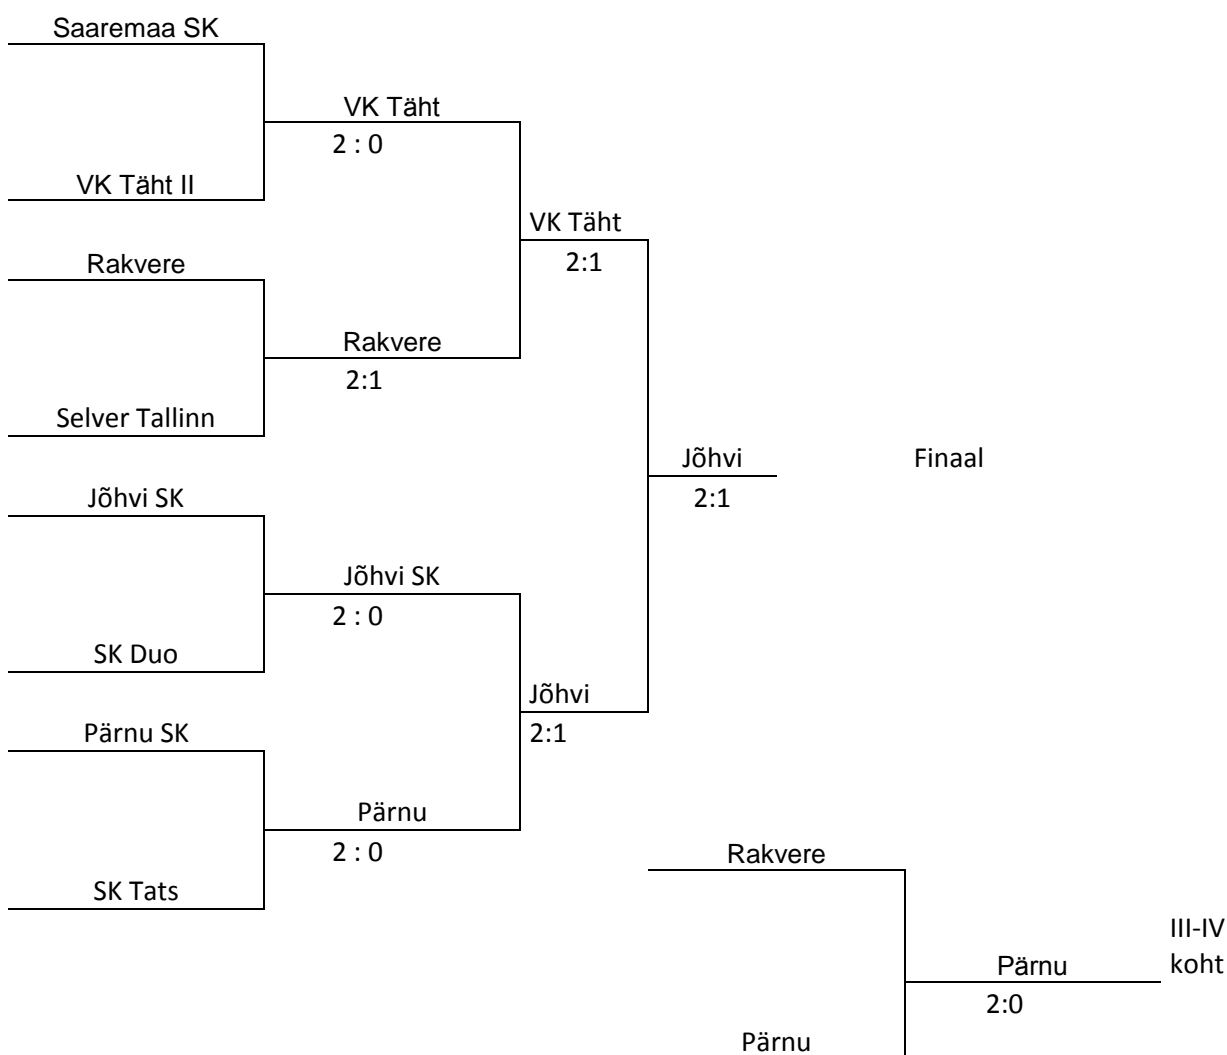 Saaremaa SK
VK Täht
2 : 0
VK Täht II
VK Täht
2:1
Rakvere
Rakvere
2:1
Selver Tallinn
Jõhvi
Finaal
2:1
Jõhvi SK
Jõhvi SK
2 : 0
SK Duo
Jõhvi
2:1
Pärnu SK
Pärnu
2 : 0
SK Tats
Rakvere
III-IV
koht
Pärnu
2:0
Pärnu